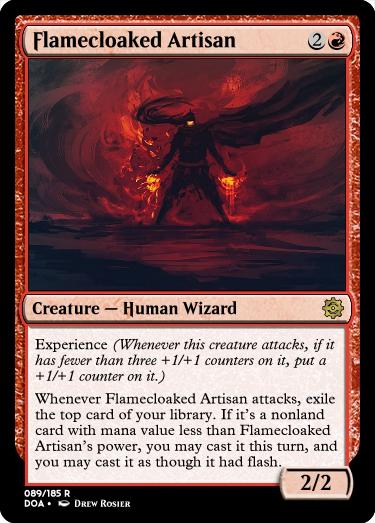 Flamecloaked Artisan 2
Creature — Human Wizard
Experience (Whenever this creature attacks, if it
has fewer than three +1/+1 counters on it, put a
+1/+1 counter on it.)
Whenever Flamecloaked Artisan attacks, exile
the top card of your library. If it's a nonland
card with mana value less than Flamecloaked
Artisan's power, you may cast it this turn, and
you may cast it as though it had flash.
2/2
089/185 R
DOA • Drew Rosier